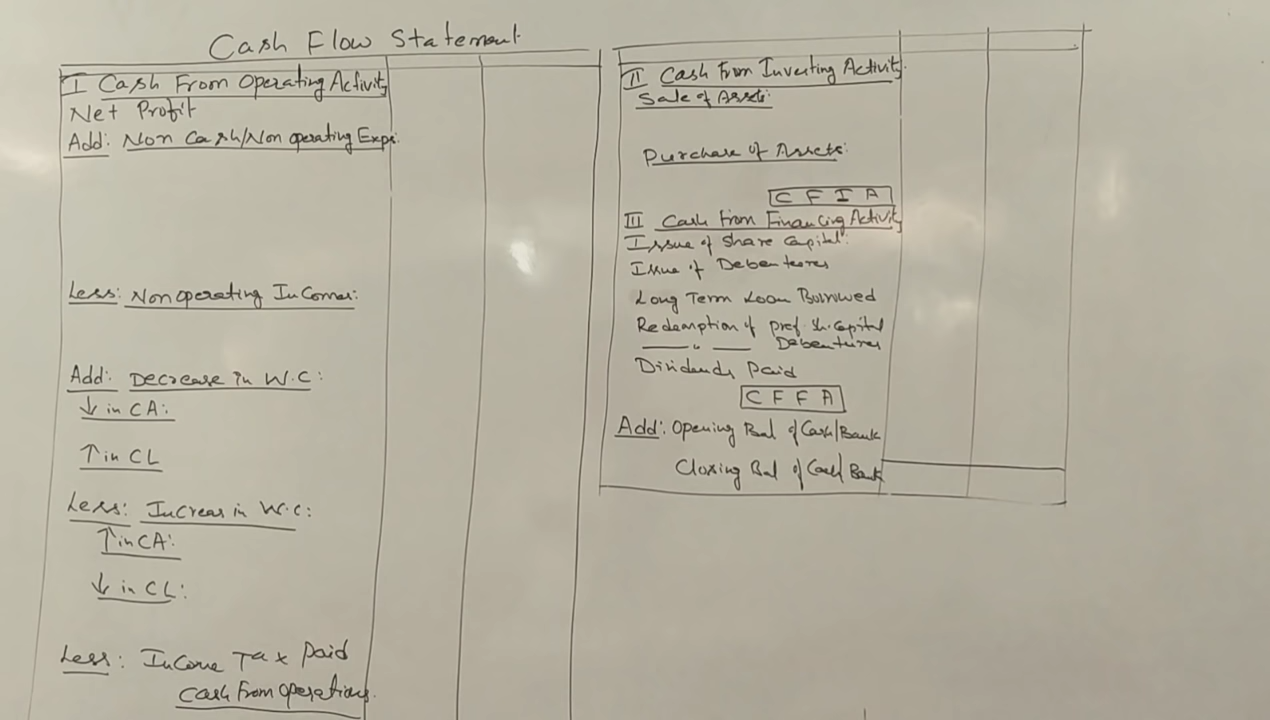 Cash Flow Statement
I Cash From Operating Activity
Net Profit
Add: Non Cash/Non operating Exps:
Less: Non operating Incomes:
Add: Decrease in W.C:
↓ in CA:
↑ in CL
Less: Increas in W.C:
↑ in CA:
↓ in CL:
Less: Income Tax Paid
Cash From Operations
II Cash From Investing Activity
Sale of Assets:
Purchase of Assets:
C F I A
III Cash From Financing Activity
Issue of Share Capital:
Issue of Debentures
Long Term Loan Borrowed
Redemption of Pref. Sh. Capital
—— " —— Debentures
Dividends Paid
C F F A
Add: Opening Bal of Cash/Bank
Closing Bal of Cash/Bank